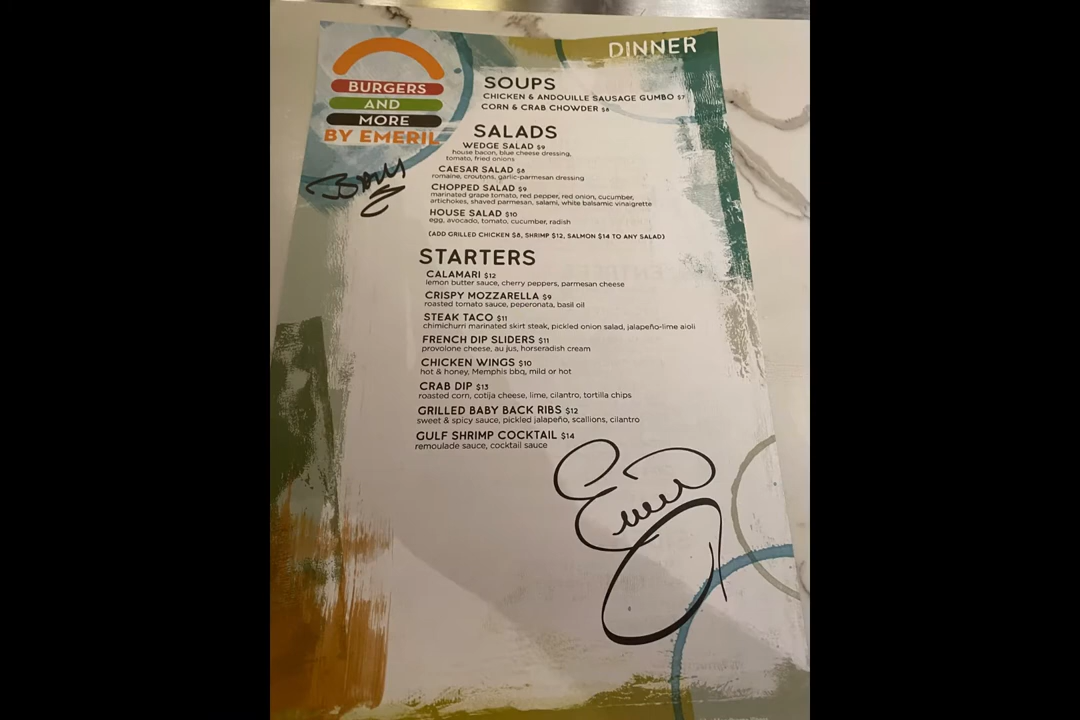 DINNER
BURGERS
AND
MORE
BY EMERIL
SOUPS
CHICKEN & ANDOUILLE SAUSAGE GUMBO $7
CORN & CRAB CHOWDER $6
SALADS
WEDGE SALAD $9
house bacon, blue cheese dressing,
tomato, fried onions
CAESAR SALAD $8
romaine, croutons, garlic-parmesan dressing
CHOPPED SALAD $9
marinated grape tomato, red pepper, red onion, cucumber,
artichokes, shaved parmesan, salami, white balsamic vinaigrette
HOUSE SALAD $10
egg, avocado, tomato, cucumber, radish
(ADD GRILLED CHICKEN $8, SHRIMP $12, SALMON $14 TO ANY SALAD)
STARTERS
CALAMARI $12
lemon butter sauce, cherry peppers, parmesan cheese
CRISPY MOZZARELLA $9
roasted tomato sauce, peperonata, basil oil
STEAK TACO $11
chimichurri marinated skirt steak, pickled onion salad, jalapeño-lime aioli
FRENCH DIP SLIDERS $11
provolone cheese, au jus, horseradish cream
CHICKEN WINGS $10
hot & honey, Memphis bbq, mild or hot
CRAB DIP $13
roasted corn, cotija cheese, lime, cilantro, tortilla chips
GRILLED BABY BACK RIBS $12
sweet & spicy sauce, pickled jalapeño, scallions, cilantro
GULF SHRIMP COCKTAIL $14
remoulade sauce, cocktail sauce
Emeril